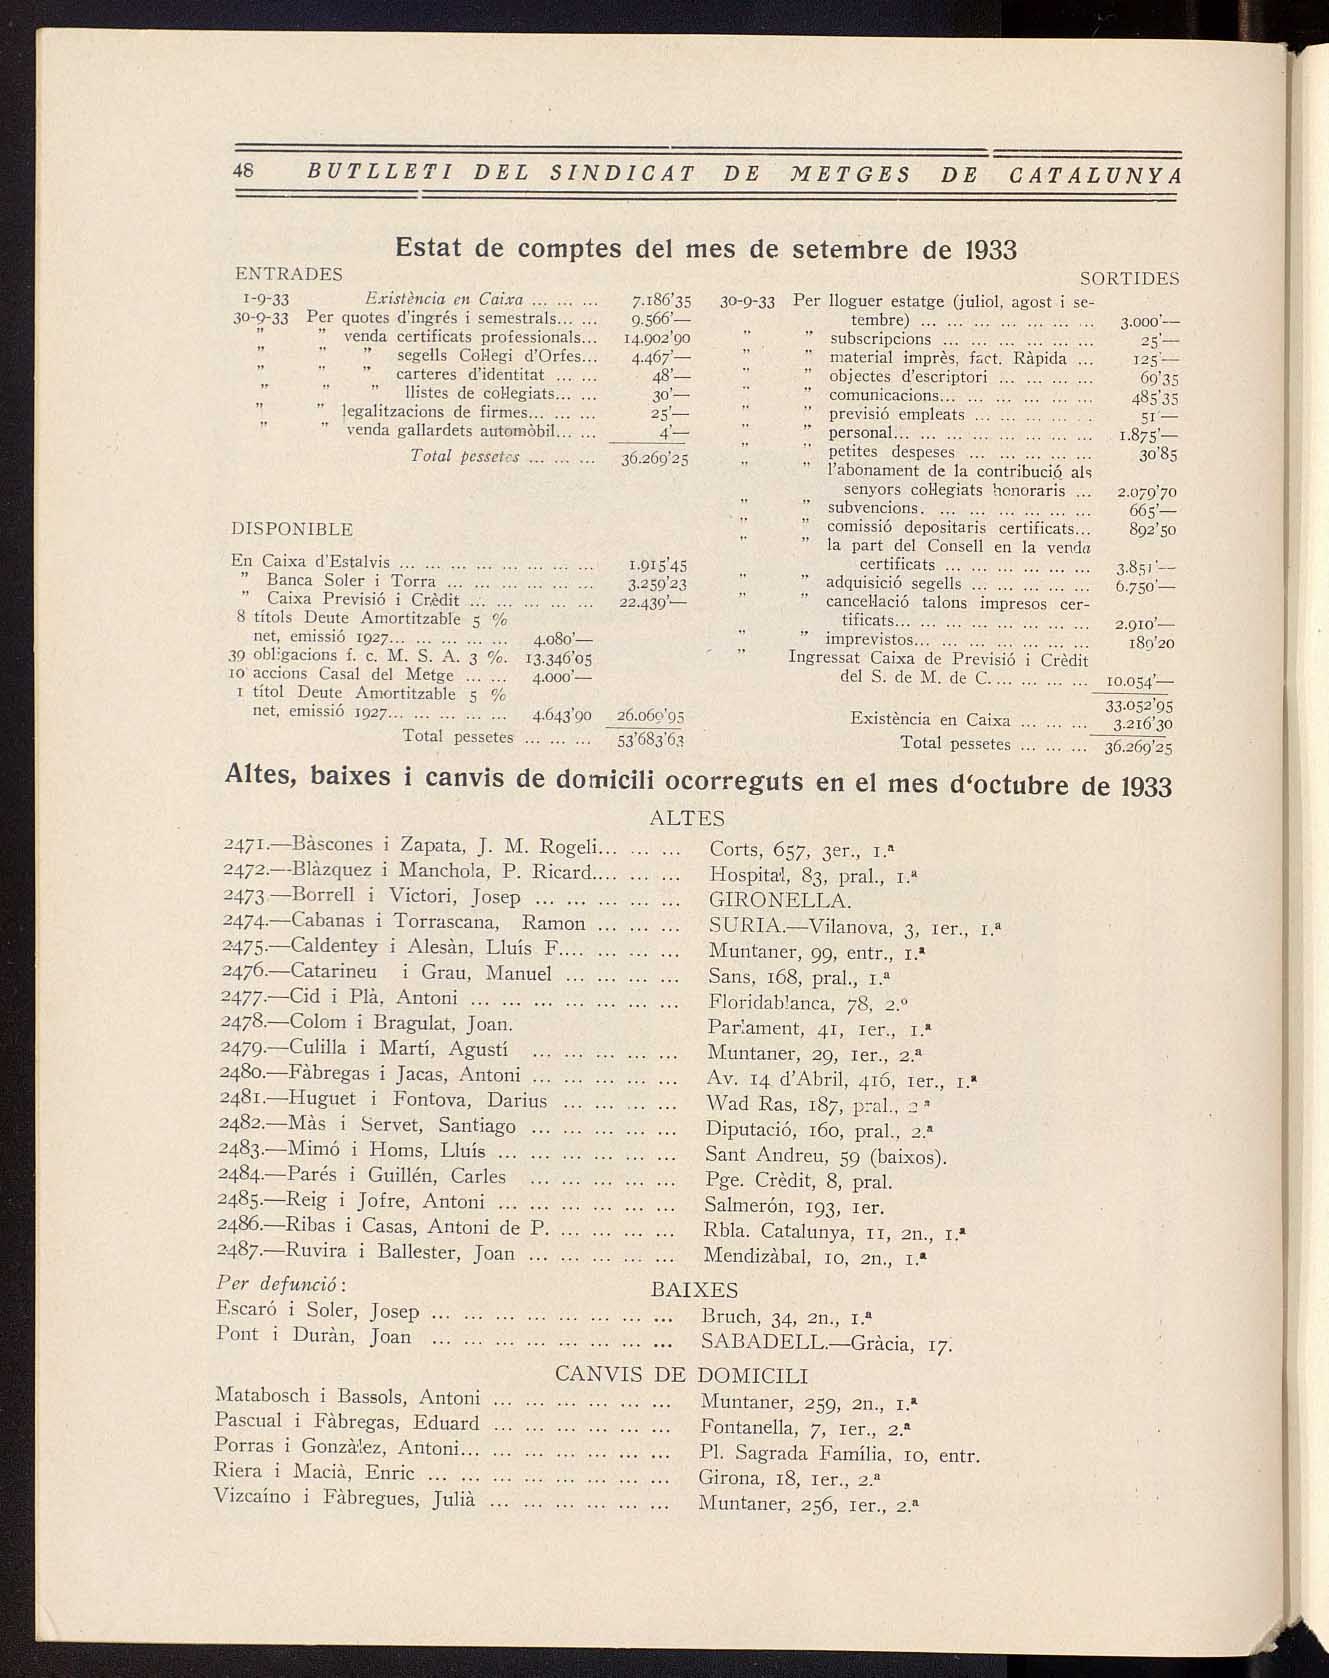 48 BUTLLETI DEL SINDICAT DE METGES DE CATALUNYA
Estat de comptes del mes de setembre de 1933
ENTRADES
1-9-33 Existència en Caixa ... ... ... 7.186'35
30-9-33 Per quotes d'ingrés i semestrals... ... 9.566'—
" " venda certificats professionals... 14.902'90
" " " segells Col·legi d'Orfes... 4.467'—
" " " carteres d'identitat ... ... 48'—
" " " llistes de col·legiats... ... 30'—
" " legalitzacions de firmes... ... ... 25'—
" " venda gallardets automòbil... ... 4'—
Total pessetes ... ... ... 36.269'25
DISPONIBLE
En Caixa d'Estalvis ... ... ... ... ... ... ... ... 1.915'45
" Banca Soler i Torra ... ... ... ... ... ... 3.259'23
" Caixa Previsió i Crèdit ... ... ... ... ... 22.439'—
8 títols Deute Amortitzable 5 %
net, emissió 1927... ... ... ... ... 4.080'—
39 obligacions f. c. M. S. A. 3 %. 13.346'05
10 accions Casal del Metge ... ... 4.000'—
1 títol Deute Amortitzable 5 %
net, emissió 1927... ... ... ... ... 4.643'90 26.069'95
Total pessetes ... ... ... 53'683'63
SORTIDES
30-9-33 Per lloguer estatge (juliol, agost i se-
tembre) ... ... ... ... ... ... ... 3.000'—
" " subscripcions ... ... ... ... ... ... 25'—
" " material imprès, fact. Ràpida ... 125'—
" " objectes d'escriptori ... ... ... ... 69'35
" " comunicacions... ... ... ... ... ... 485'35
" " previsió empleats ... ... ... ... . 51'—
" " personal... ... ... ... ... ... ... ... 1.875'—
" " petites despeses ... ... ... ... ... 30'85
" " l'abonament de la contribució als
senyors col·legiats honoraris ... 2.079'70
" " subvencions. ... ... ... ... ... ... 665'—
" " comissió depositaris certificats... 892'50
" " la part del Consell en la venda
certificats ... ... ... ... ... ... 3.851'—
" " adquisició segells ... ... ... ... ... 6.750'—
" " cancel·lació talons impresos cer-
tificats... ... ... ... ... ... ... ... 2.910'—
" " imprevistos... ... ... ... ... ... ... 189'20
" Ingressat Caixa de Previsió i Crèdit
del S. de M. de C. ... ... ... ... 10.054'—
33.052'95
Existència en Caixa ... ... ... 3.216'30
Total pessetes ... ... ... 36.269'25
Altes, baixes i canvis de domicili ocorreguts en el mes d'octubre de 1933
ALTES
2471.—Bàscones i Zapata, J. M. Rogeli... ... ... Corts, 657, 3er., 1.ª
2472.—Blàzquez i Manchola, P. Ricard.... ... ... Hospital, 83, pral., 1.ª
2473.—Borrell i Victori, Josep ... ... ... ... ... GIRONELLA.
2474.—Cabanas i Torrascana, Ramon ... ... ... SURIA.—Vilanova, 3, 1er., 1.ª
2475.—Caldentey i Alesàn, Lluís F.... ... ... ... Muntaner, 99, entr., 1.ª
2476.—Catarineu i Grau, Manuel ... ... ... ... Sans, 168, pral., 1.ª
2477.—Cid i Plà, Antoni ... ... ... ... ... ... ... Floridablanca, 78, 2.º
2478.—Colom i Bragulat, Joan. Parlament, 41, 1er., 1.ª
2479.—Culilla i Martí, Agustí ... ... ... ... ... Muntaner, 29, 1er., 2.ª
2480.—Fàbregas i Jacas, Antoni ... ... ... ... ... Av. 14 d'Abril, 416, 1er., 1.ª
2481.—Huguet i Fontova, Darius ... ... ... ... Wad Ras, 187, pral., 2ª
2482.—Màs i Servet, Santiago ... ... ... ... ... Diputació, 160, pral., 2.ª
2483.—Mimó i Homs, Lluís ... ... ... ... ... ... Sant Andreu, 59 (baixos).
2484.—Parés i Guillén, Carles ... ... ... ... ... Pge. Crèdit, 8, pral.
2485.—Reig i Jofre, Antoni ... ... ... ... ... ... Salmerón, 193, 1er.
2486.—Ribas i Casas, Antoni de P. ... ... ... ... Rbla. Catalunya, 11, 2n., 1.ª
2487.—Ruvira i Ballester, Joan ... ... ... ... ... Mendizàbal, 10, 2n., 1.ª
Per defunció: BAIXES
Escaró i Soler, Josep ... ... ... ... ... ... ... ... Bruch, 34, 2n., 1.ª
Pont i Duràn, Joan ... ... ... ... ... ... ... ... SABADELL.—Gràcia, 17.
CANVIS DE DOMICILI
Matabosch i Bassols, Antoni ... ... ... ... ... ... Muntaner, 259, 2n., 1.ª
Pascual i Fàbregas, Eduard ... ... ... ... ... ... Fontanella, 7, 1er., 2.ª
Porras i Gonzàlez, Antoni... ... ... ... ... ... ... Pl. Sagrada Família, 10, entr.
Riera i Macià, Enric ... ... ... ... ... ... ... ... Girona, 18, 1er., 2.ª
Vizcaíno i Fàbregues, Julià ... ... ... ... ... ... Muntaner, 256, 1er., 2.ª